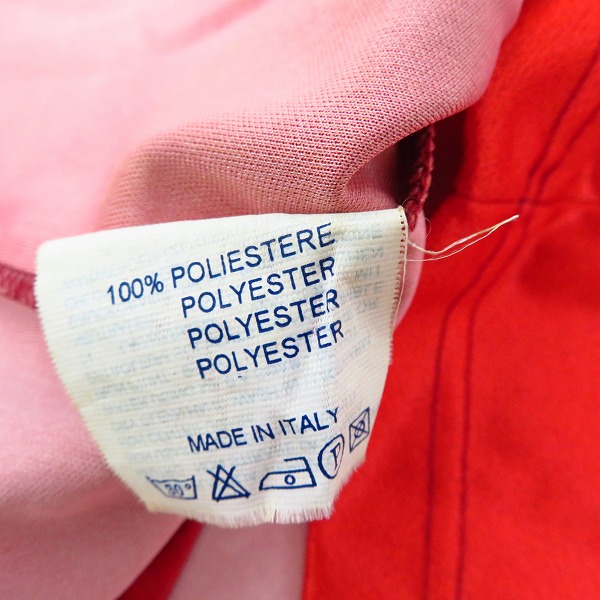 100% POLIESTERE
POLYESTER
POLYESTER
POLYESTER
MADE IN ITALY
30° P